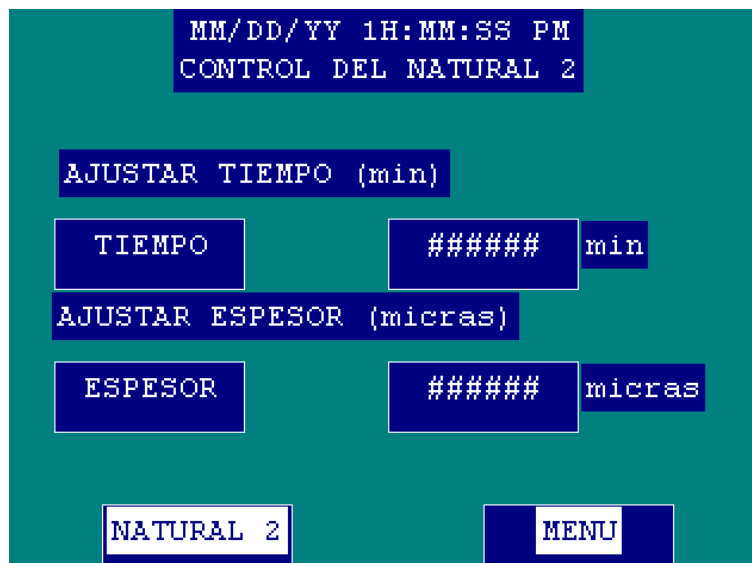 MM/DD/YY 1H:MM:SS PM
CONTROL DEL NATURAL 2
AJUSTAR TIEMPO (min)
TIEMPO ###### min
AJUSTAR ESPESOR (micras)
ESPESOR ###### micras
NATURAL 2 MENU